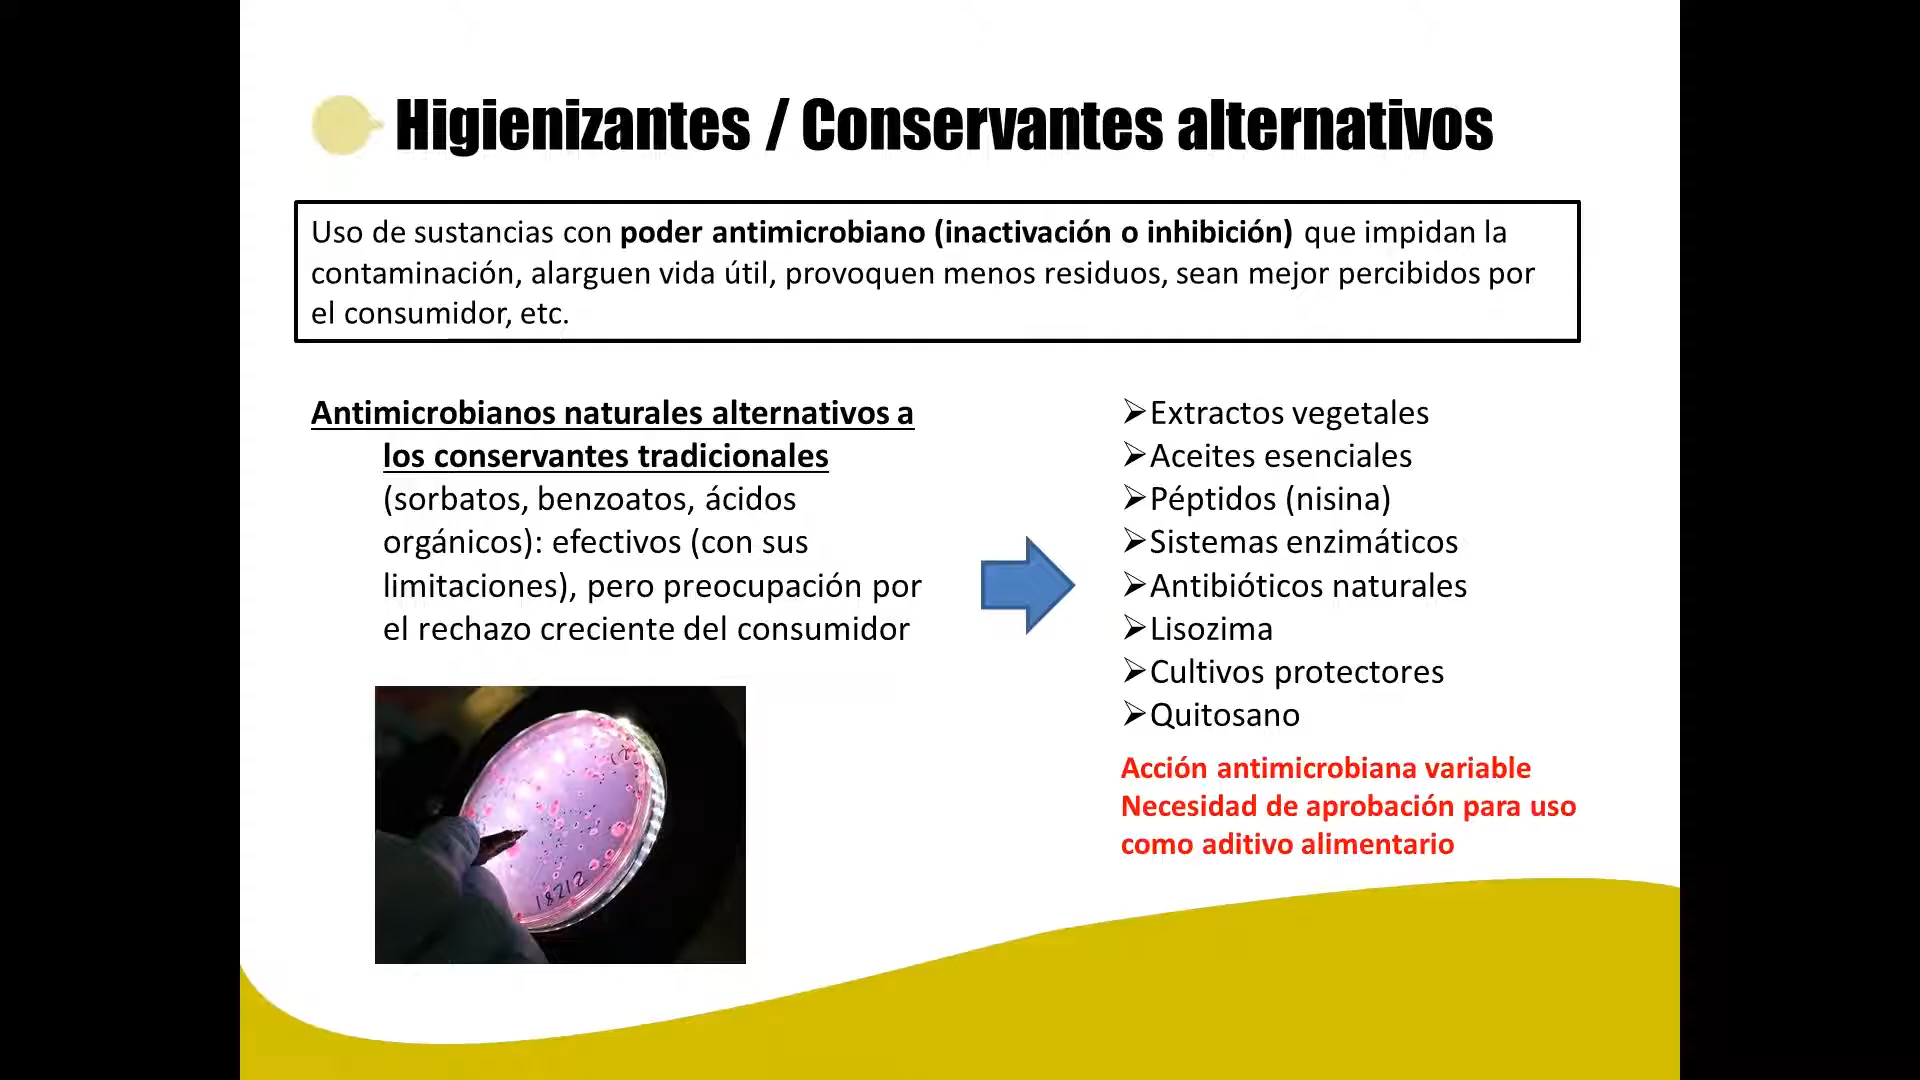 Higienizantes / Conservantes alternativos
Uso de sustancias con poder antimicrobiano (inactivación o inhibición) que impidan la
contaminación, alarguen vida útil, provoquen menos residuos, sean mejor percibidos por
el consumidor, etc.
Antimicrobianos naturales alternativos a
los conservantes tradicionales
(sorbatos, benzoatos, ácidos
orgánicos): efectivos (con sus
limitaciones), pero preocupación por
el rechazo creciente del consumidor
➢Extractos vegetales
➢Aceites esenciales
➢Péptidos (nisina)
➢Sistemas enzimáticos
➢Antibióticos naturales
➢Lisozima
➢Cultivos protectores
➢Quitosano
Acción antimicrobiana variable
Necesidad de aprobación para uso
como aditivo alimentario
18212